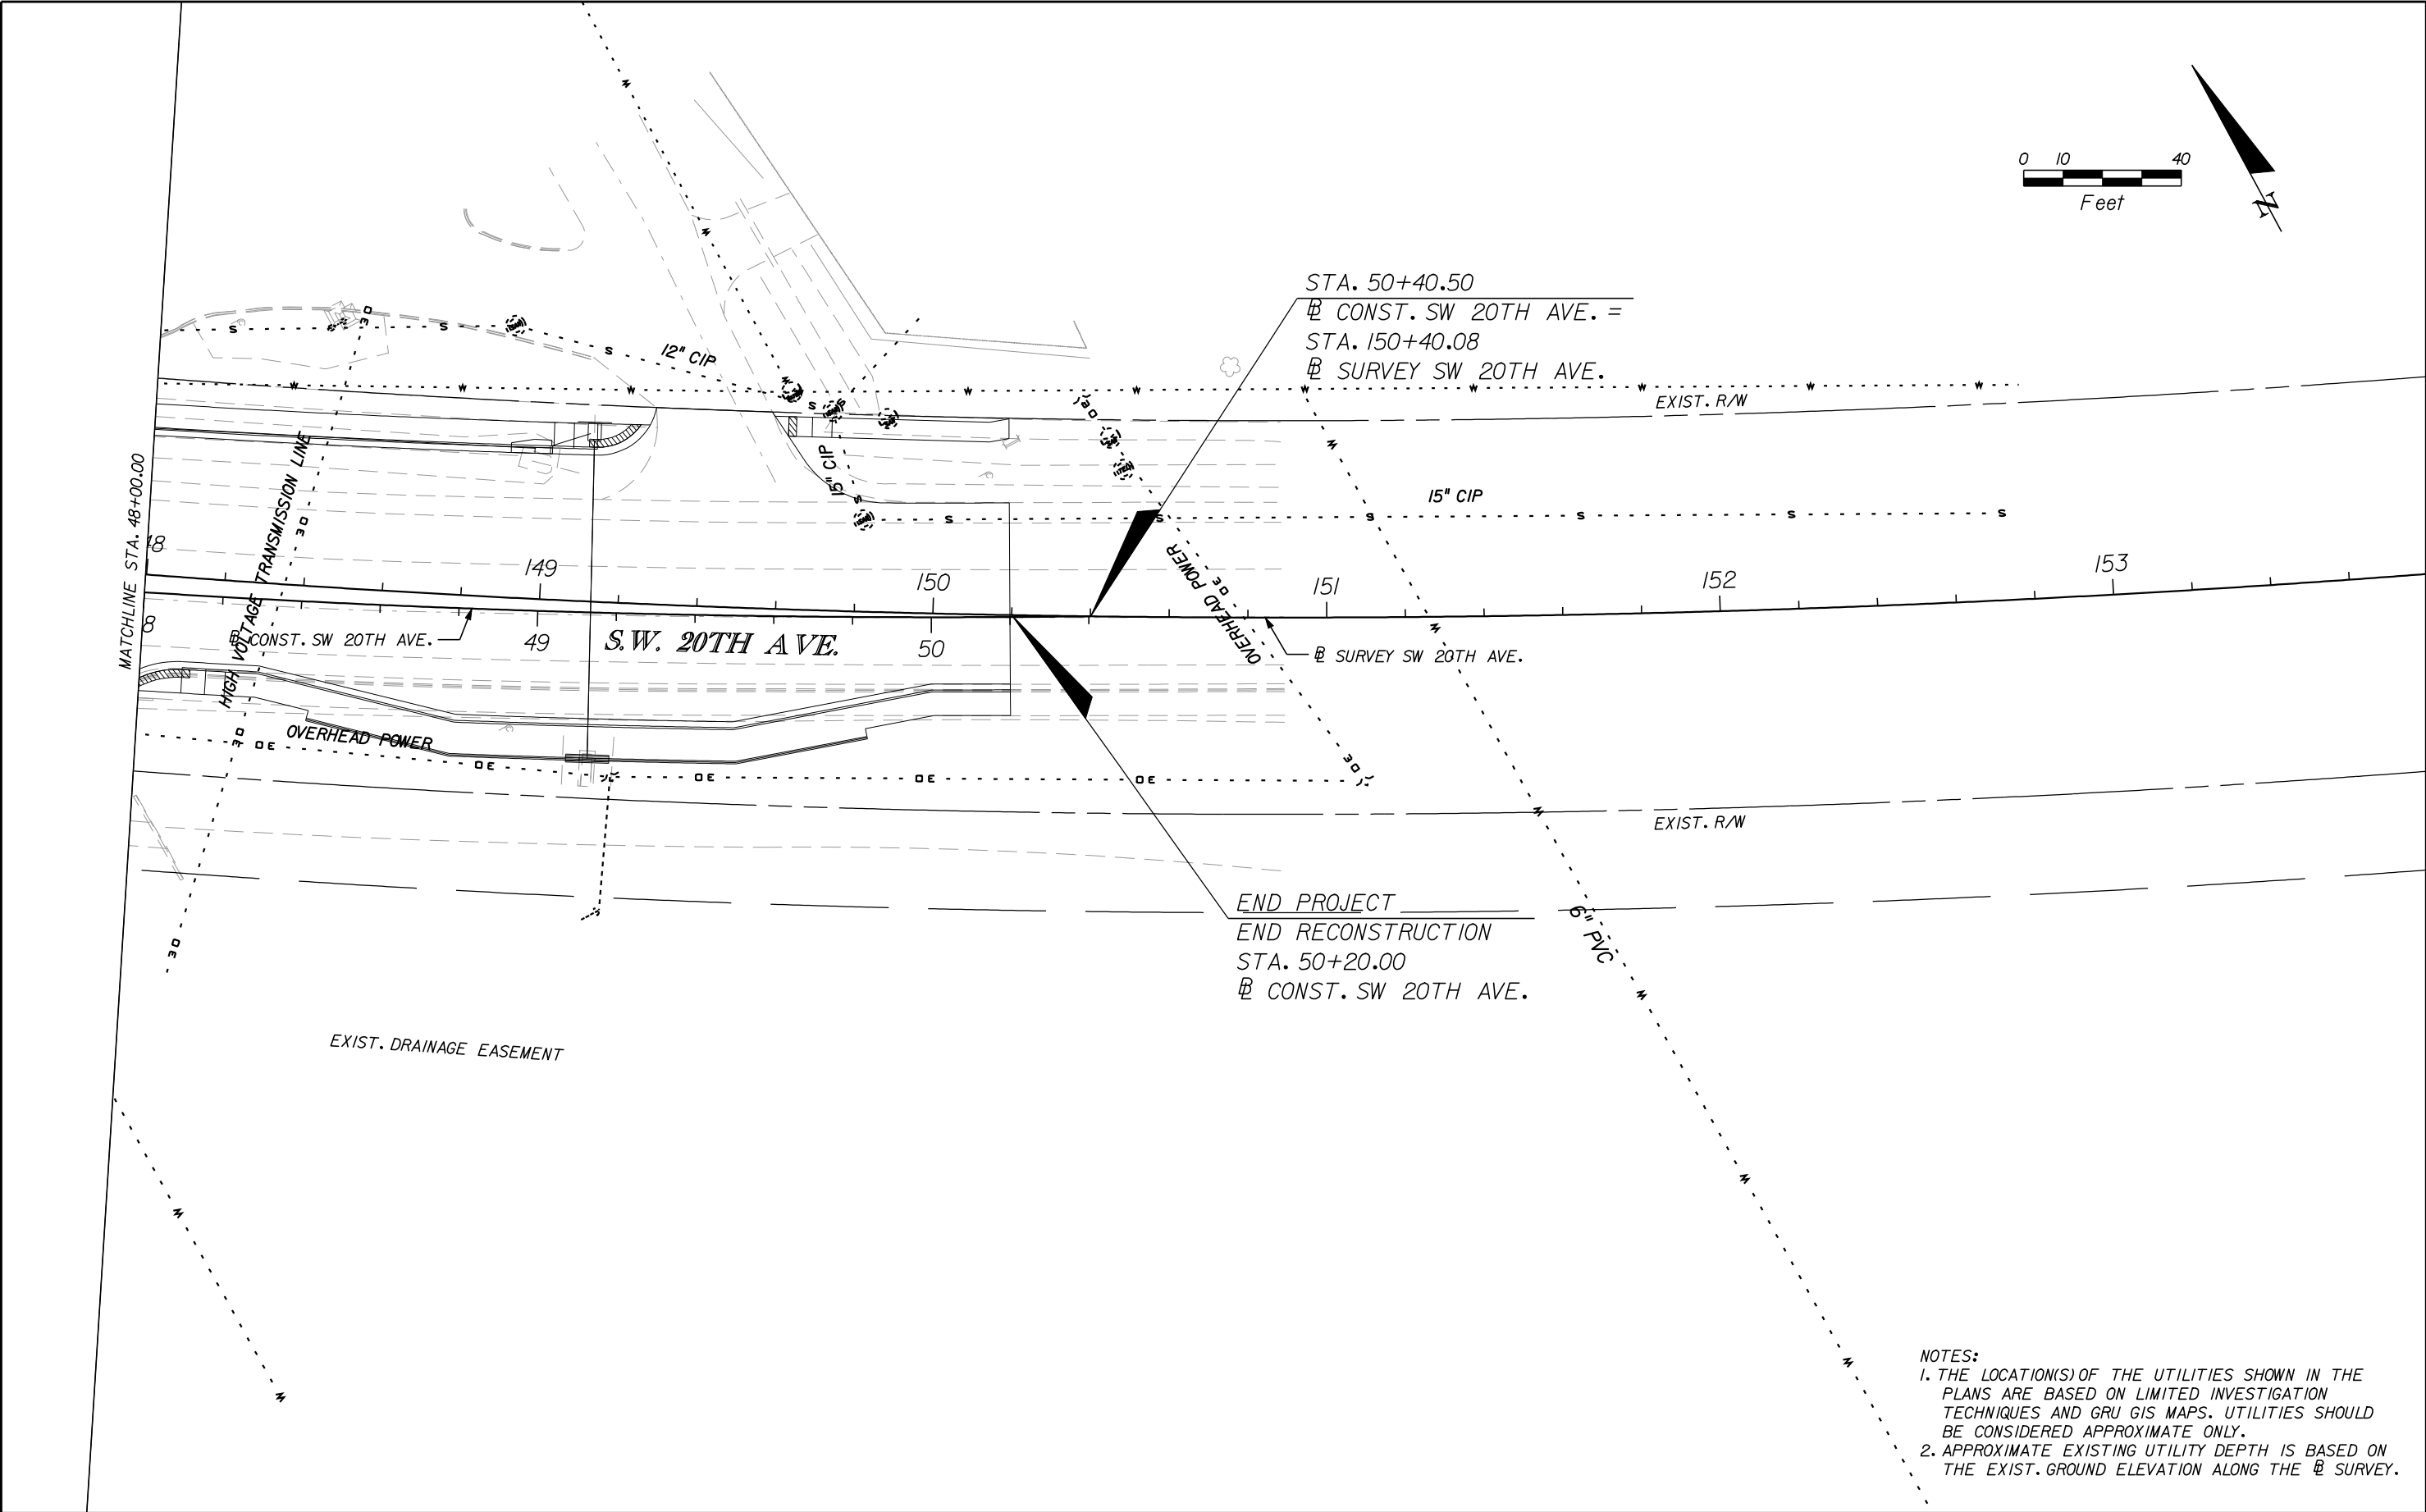 0 10 40
Feet
N
STA. 50+40.50
℄ CONST. SW 20TH AVE. =
STA. 150+40.08
℄ SURVEY SW 20TH AVE.
12" CIP
EXIST. R/W
15" CIP
15" CIP
MATCHLINE STA. 48+00.00
HIGH VOLTAGE TRANSMISSION LINE
OVERHEAD POWER
48
149
150
151
152
153
8
49
50
℄ CONST. SW 20TH AVE.
S.W. 20TH AVE.
℄ SURVEY SW 20TH AVE.
OVERHEAD POWER
EXIST. R/W
END PROJECT
END RECONSTRUCTION
STA. 50+20.00
℄ CONST. SW 20TH AVE.
6" PVC
EXIST. DRAINAGE EASEMENT
NOTES:
1. THE LOCATION(S) OF THE UTILITIES SHOWN IN THE
PLANS ARE BASED ON LIMITED INVESTIGATION
TECHNIQUES AND GRU GIS MAPS. UTILITIES SHOULD
BE CONSIDERED APPROXIMATE ONLY.
2. APPROXIMATE EXISTING UTILITY DEPTH IS BASED ON
THE EXIST. GROUND ELEVATION ALONG THE ℄ SURVEY.